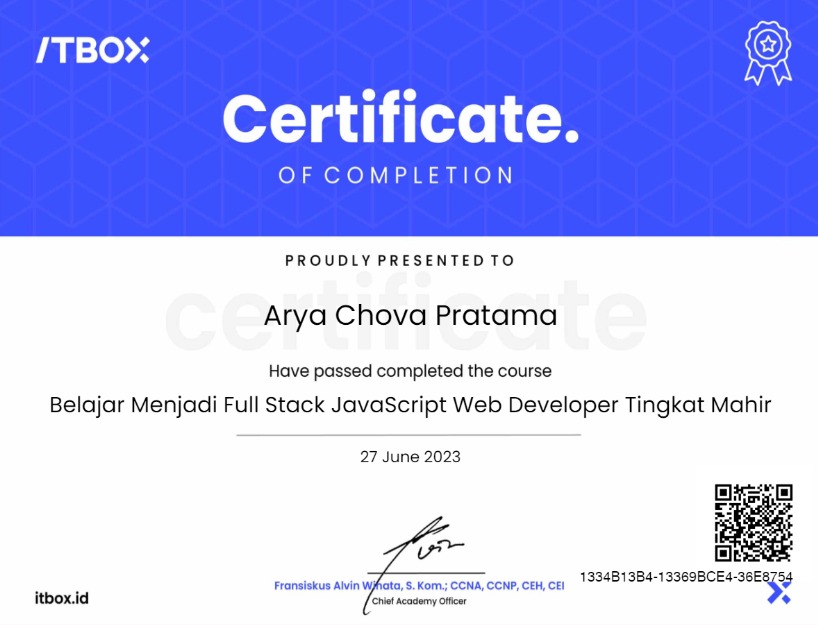 ITBOX
Certificate.
OF COMPLETION
PROUDLY PRESENTED TO
certificate
Arya Chova Pratama
Have passed completed the course
Belajar Menjadi Full Stack JavaScript Web Developer Tingkat Mahir
27 June 2023
1334B13B4-13369BCE4-36E8754
Fransiskus Alvin Winata, S. Kom.; CCNA, CCNP, CEH, CEI
Chief Academy Officer
itbox.id